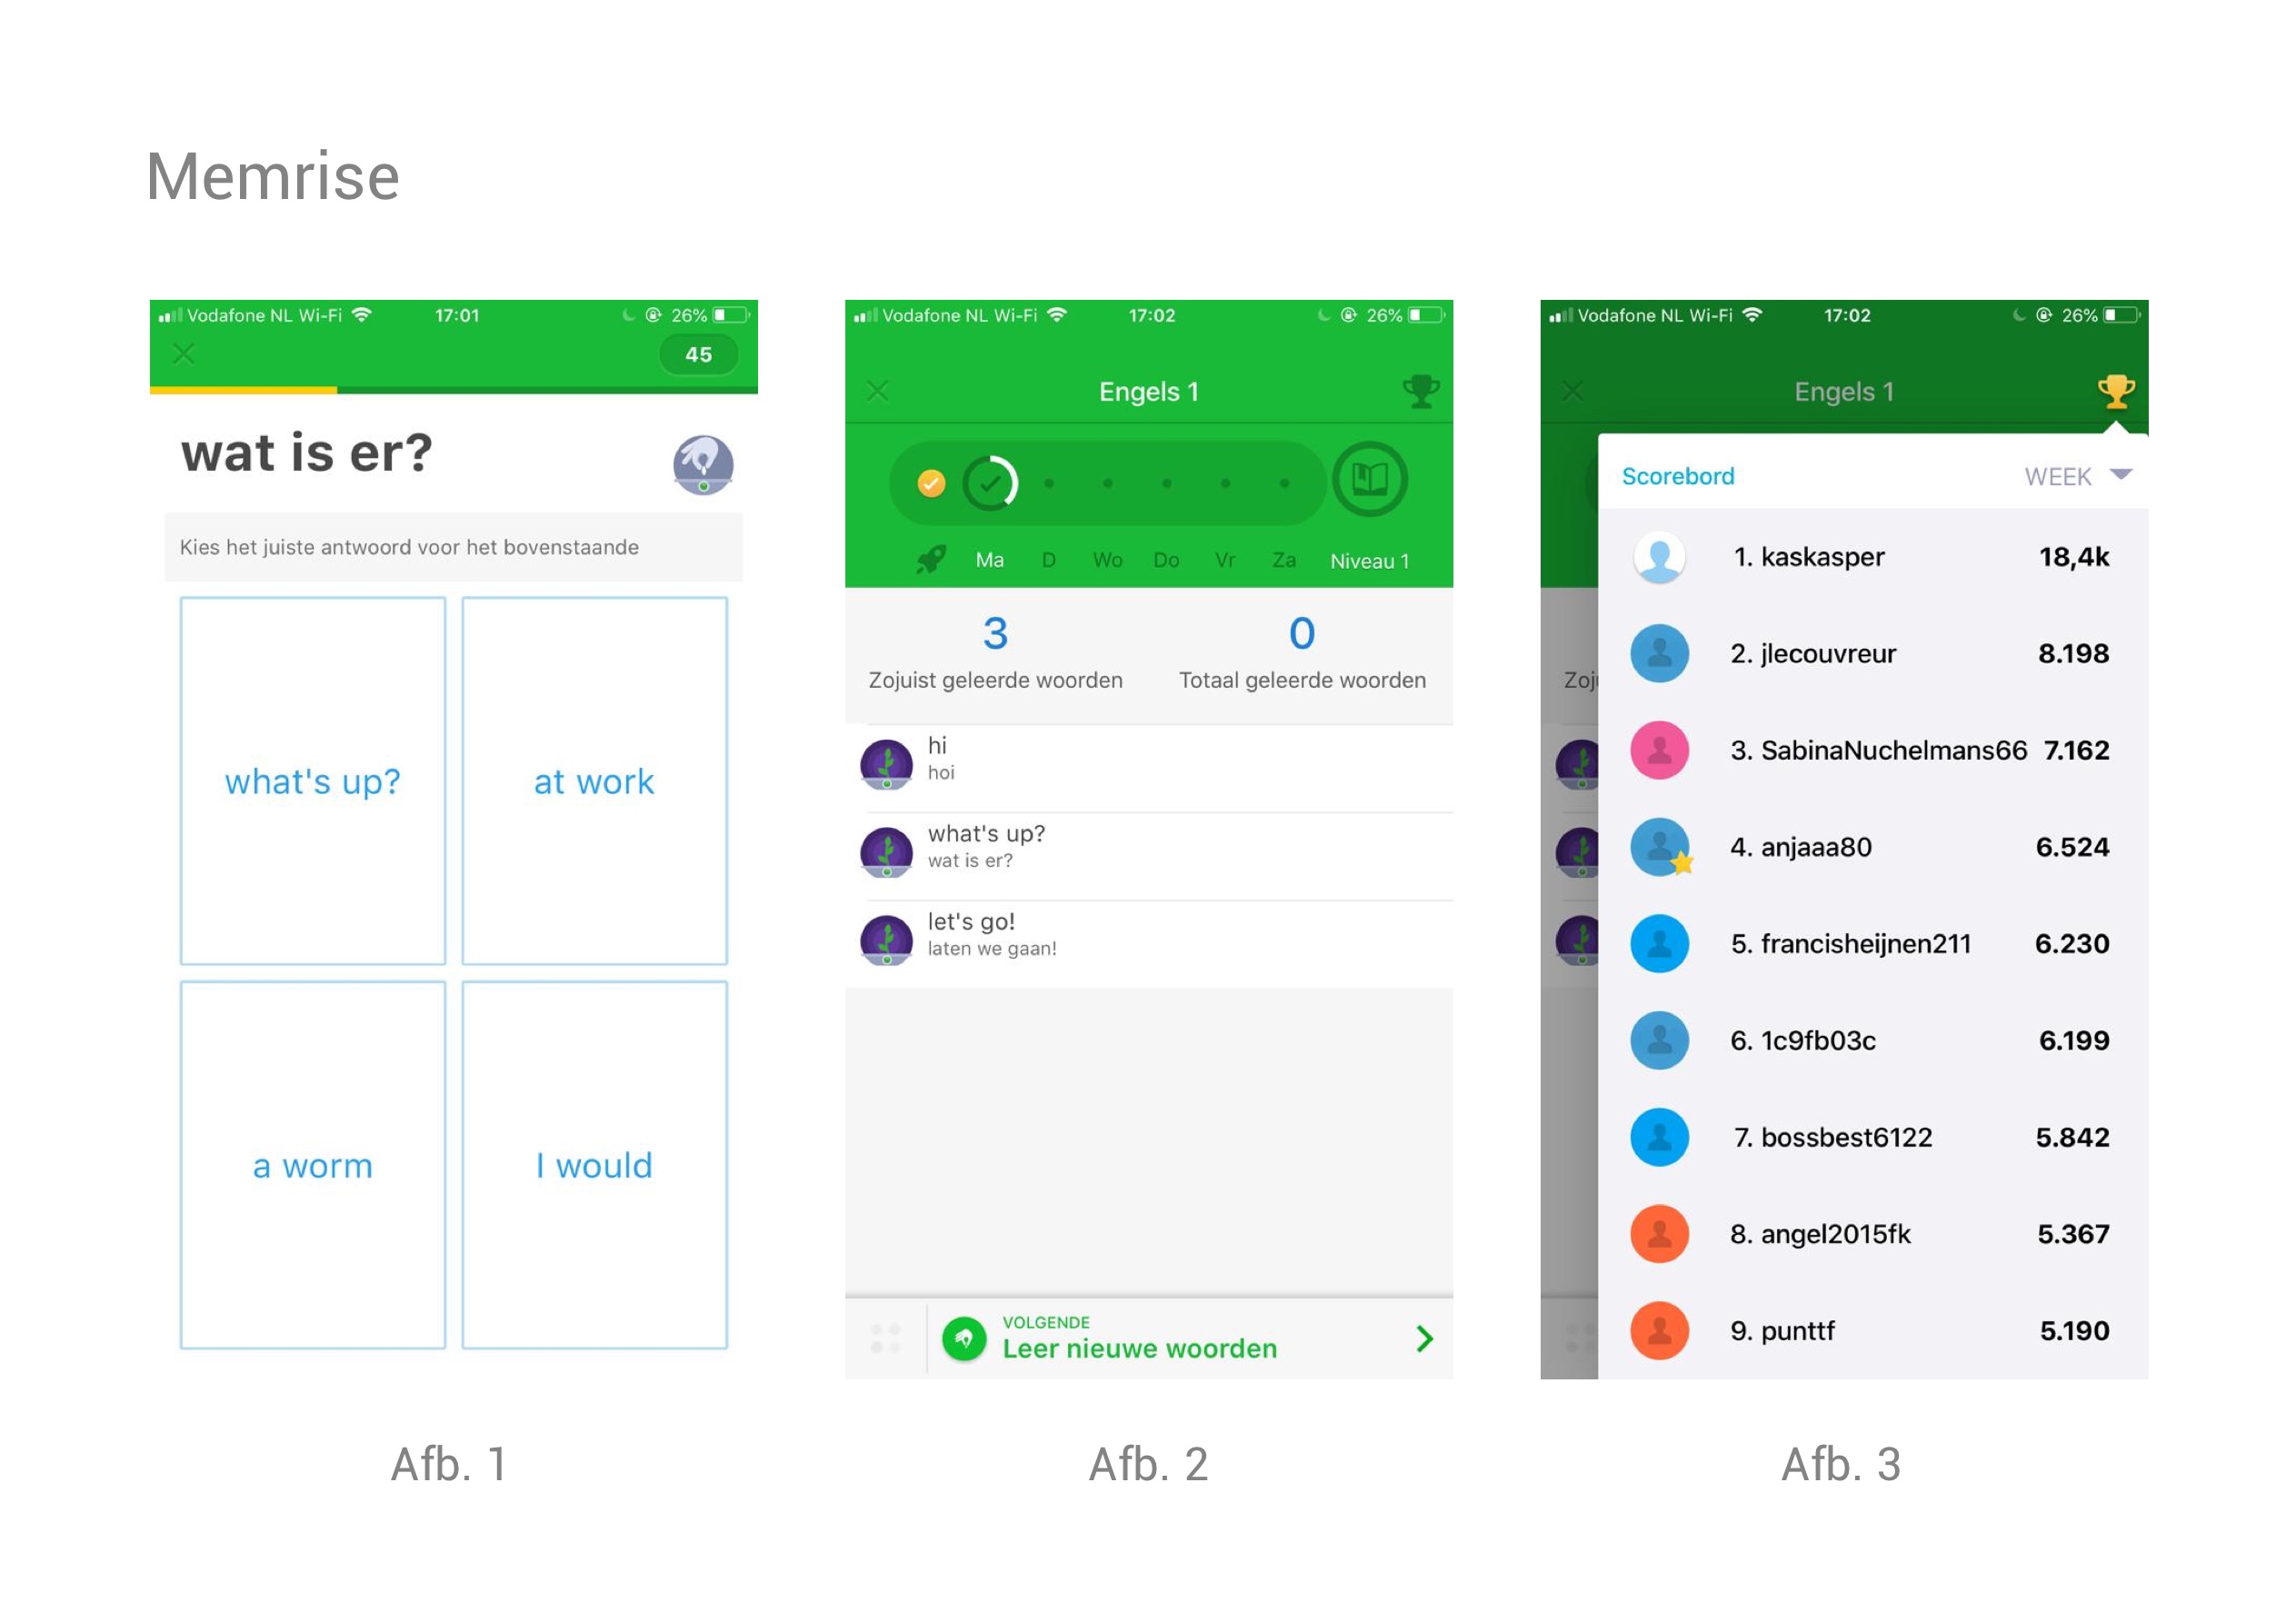 Memrise
Vodafone NL Wi-Fi 17:01 26%
45
wat is er?
Kies het juiste antwoord voor het bovenstaande
what's up? at work
a worm I would
Afb. 1
Vodafone NL Wi-Fi 17:02 26%
Engels 1
Ma D Wo Do Vr Za Niveau 1
3 0
Zojuist geleerde woorden Totaal geleerde woorden
hi
hoi
what's up?
wat is er?
let's go!
laten we gaan!
VOLGENDE
Leer nieuwe woorden
Afb. 2
Vodafone NL Wi-Fi 17:02 26%
Engels 1
Scorebord WEEK
Zoj
1. kaskasper 18,4k
2. jlecouvreur 8.198
3. SabinaNuchelmans66 7.162
4. anjaaa80 6.524
5. francisheijnen211 6.230
6. 1c9fb03c 6.199
7. bossbest6122 5.842
8. angel2015fk 5.367
9. punttf 5.190
Afb. 3